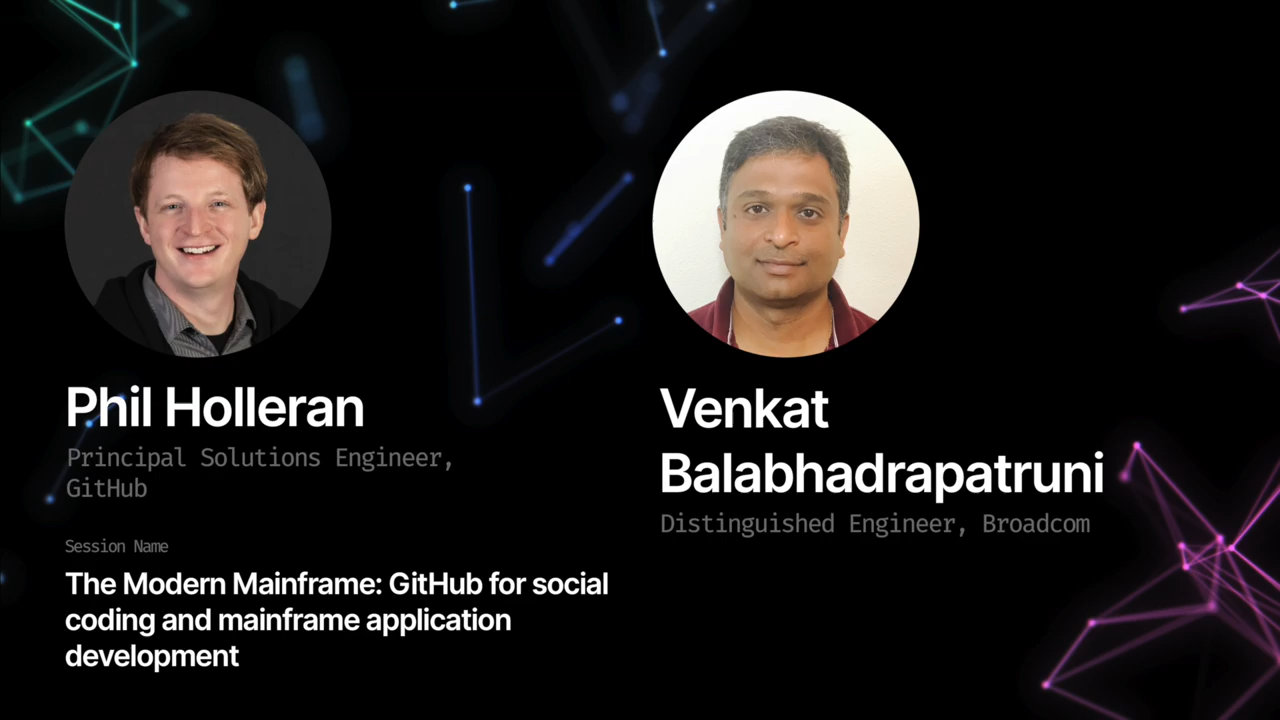 Phil Holleran
Principal Solutions Engineer,
GitHub
Venkat
Balabhadrapatruni
Distinguished Engineer, Broadcom
Session Name
The Modern Mainframe: GitHub for social
coding and mainframe application
development